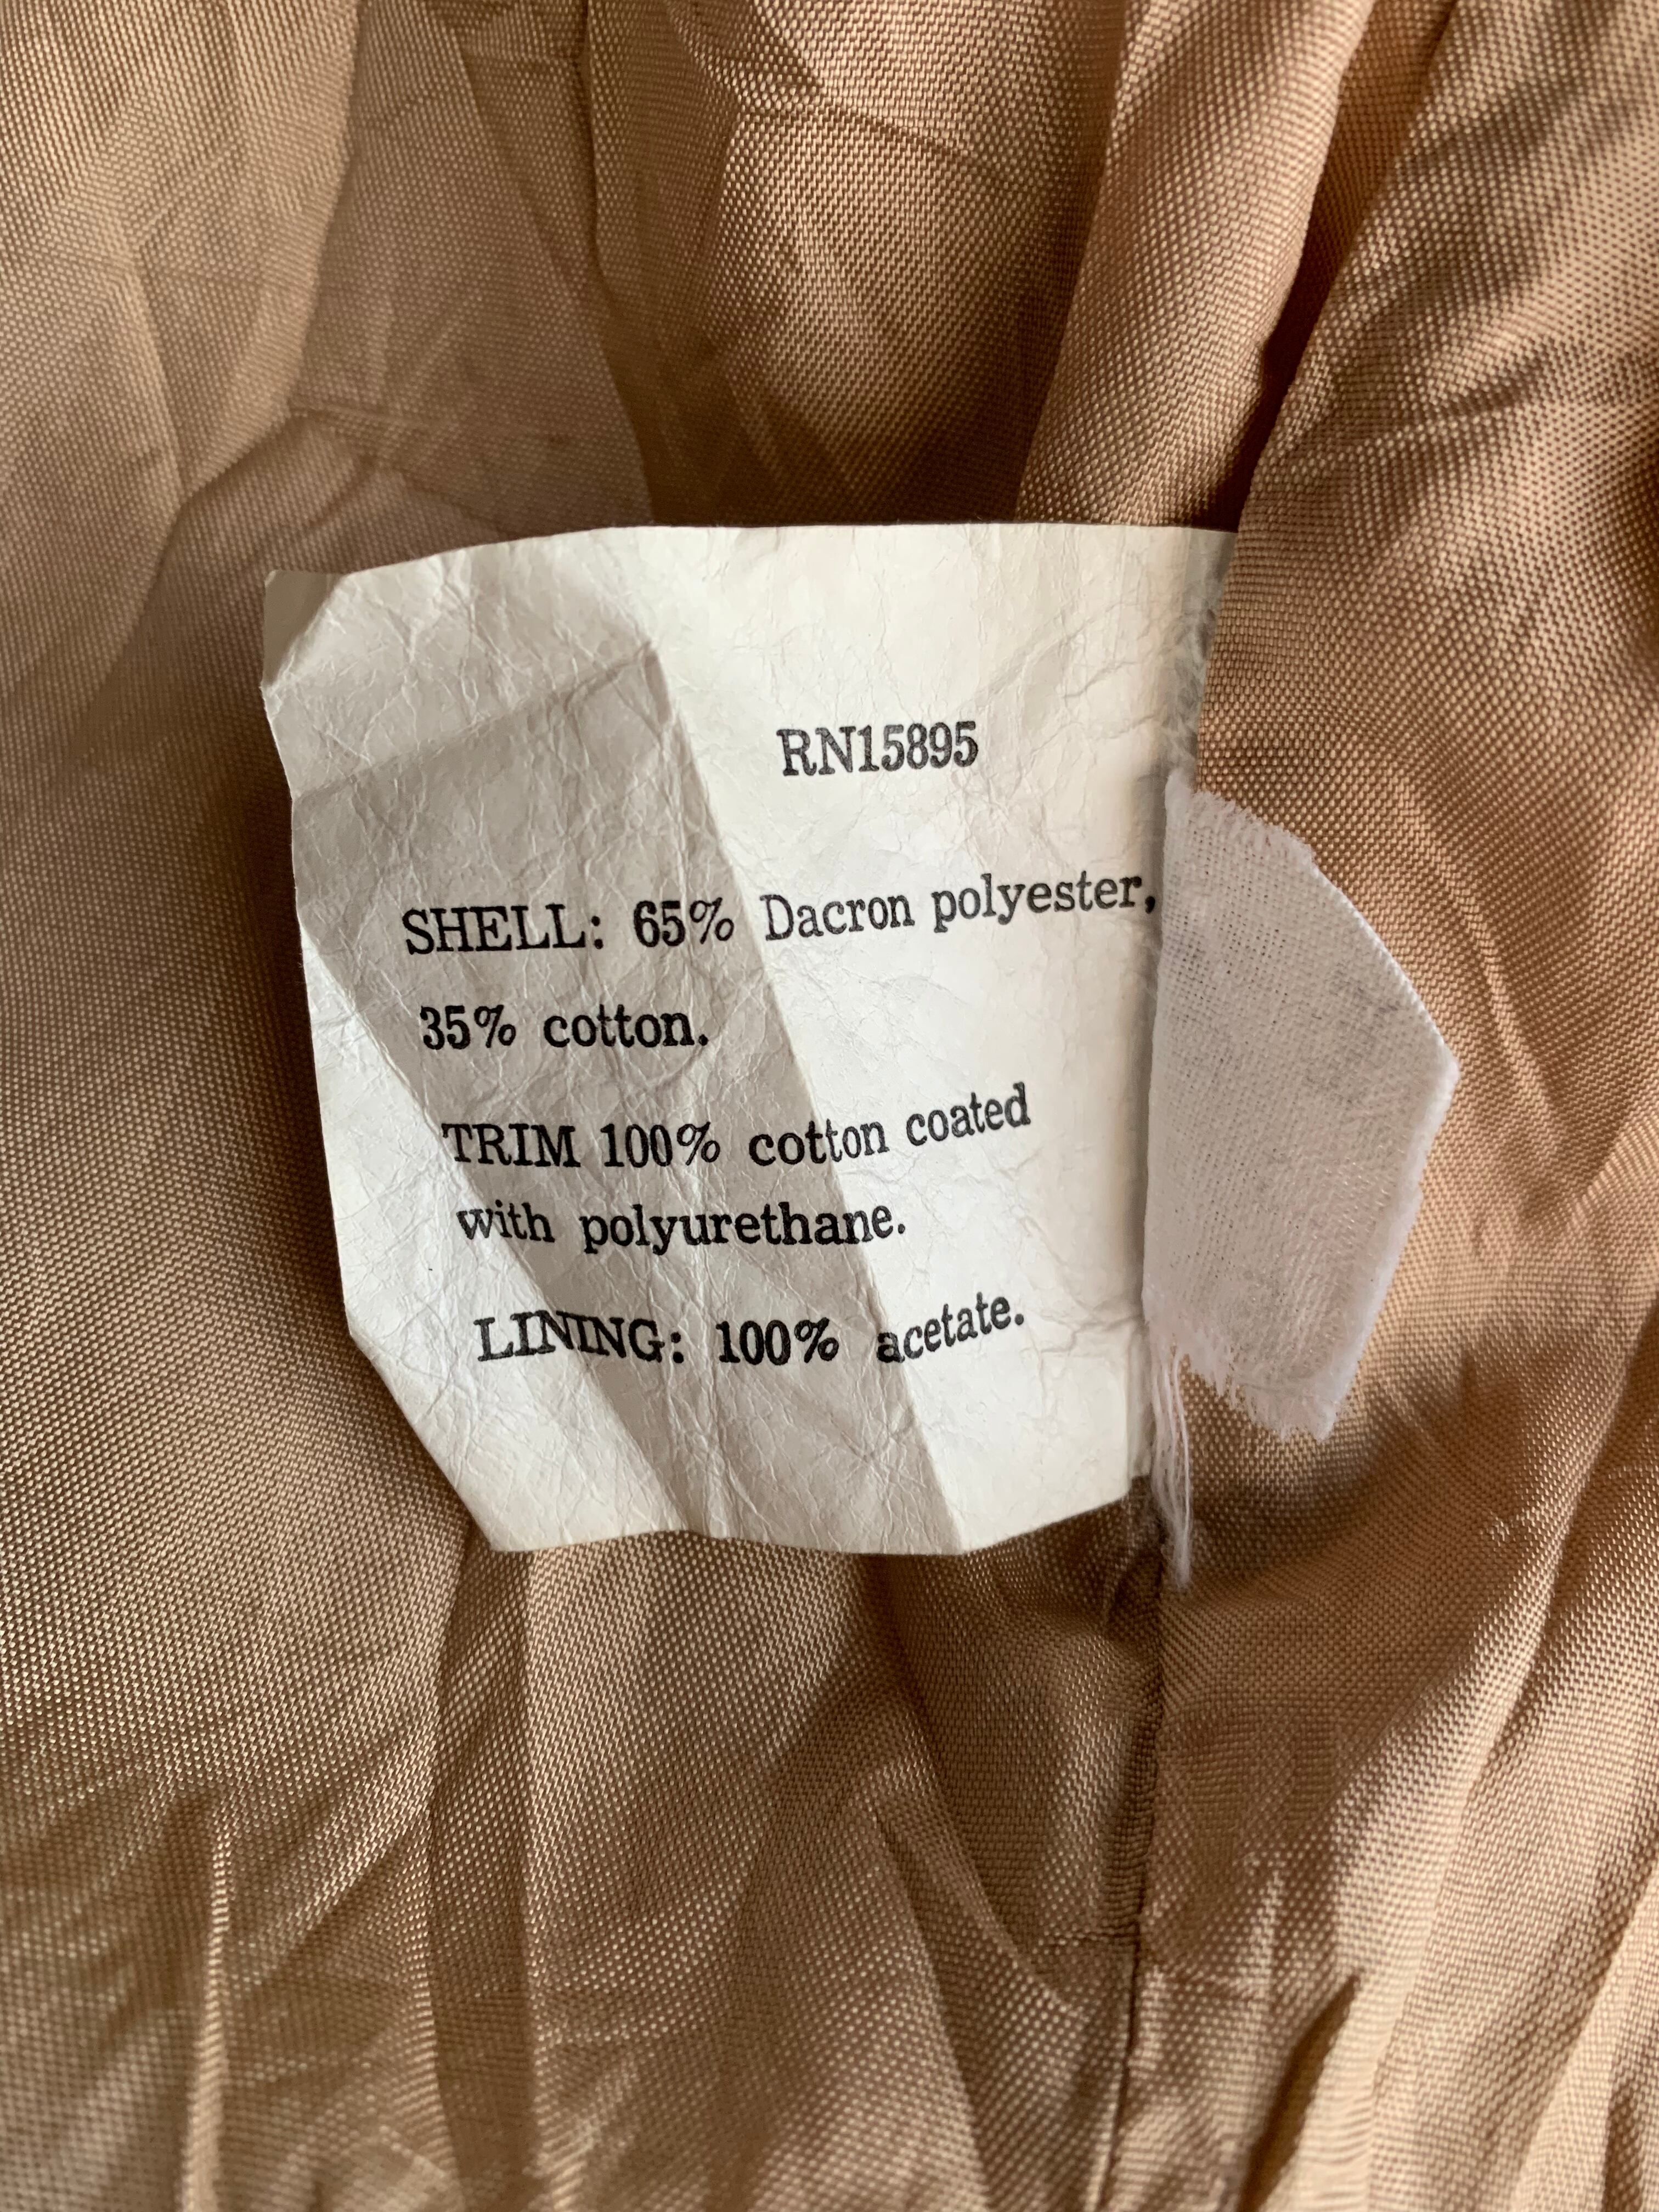 RN15895
SHELL: 65% Dacron polyester,
35% cotton.
TRIM 100% cotton coated
with polyurethane.
LINING: 100% acetate.